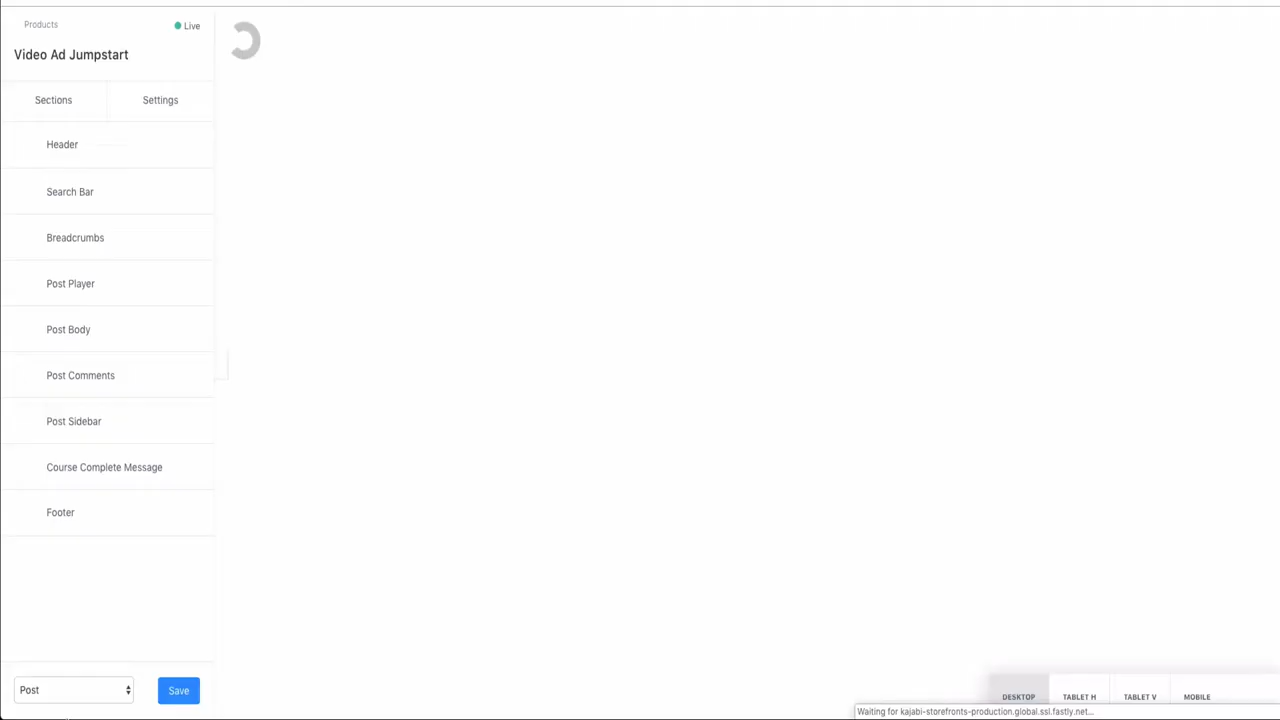 Products
Live
Video Ad Jumpstart
Sections
Settings
Header
Search Bar
Breadcrumbs
Post Player
Post Body
Post Comments
Post Sidebar
Course Complete Message
Footer
Post
Save
DESKTOP
TABLET H
TABLET V
MOBILE
Waiting for kajabi-storefronts-production.global.ssl.fastly.net...